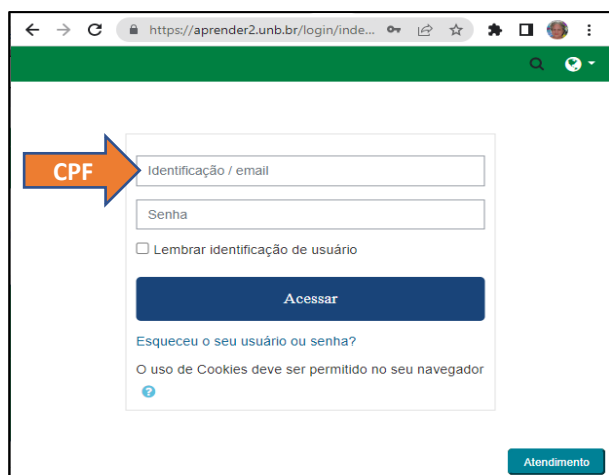 https://aprender2.unb.br/login/inde...
CPF
Identificação / email
Senha
Lembrar identificação de usuário
Acessar
Esqueceu o seu usuário ou senha?
O uso de Cookies deve ser permitido no seu navegador
?
Atendimento